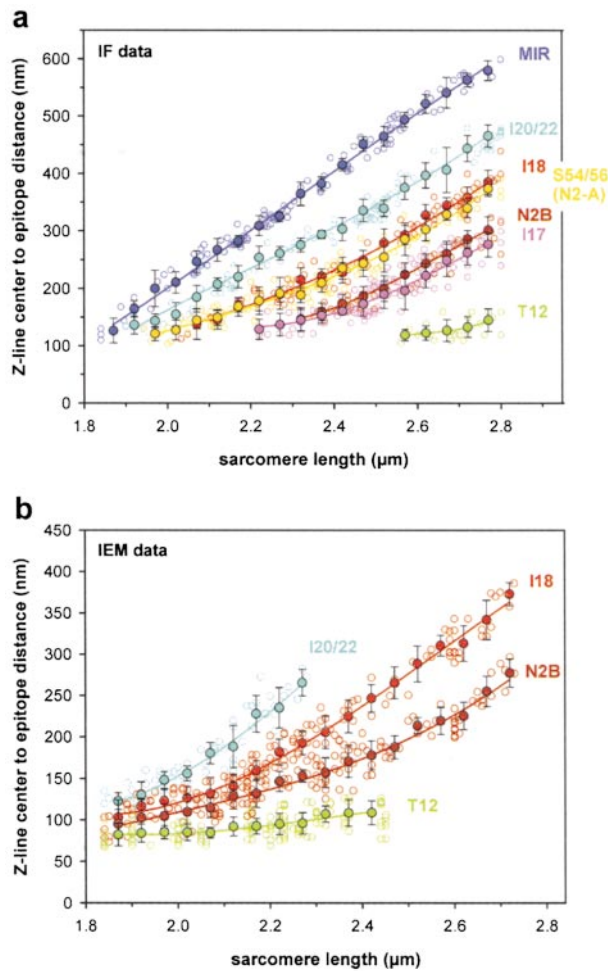 a
IF data
Z-line center to epitope distance (nm)
600
500
400
300
200
100
0
MIR
I20/22
I18
S54/56
(N2-A)
N2B
I17
T12
1.8 2.0 2.2 2.4 2.6 2.8
sarcomere length (µm)
b
IEM data
Z-line center to epitope distance (nm)
450
400
350
300
250
200
150
100
50
0
I18
I20/22
N2B
T12
1.8 2.0 2.2 2.4 2.6 2.8
sarcomere length (µm)